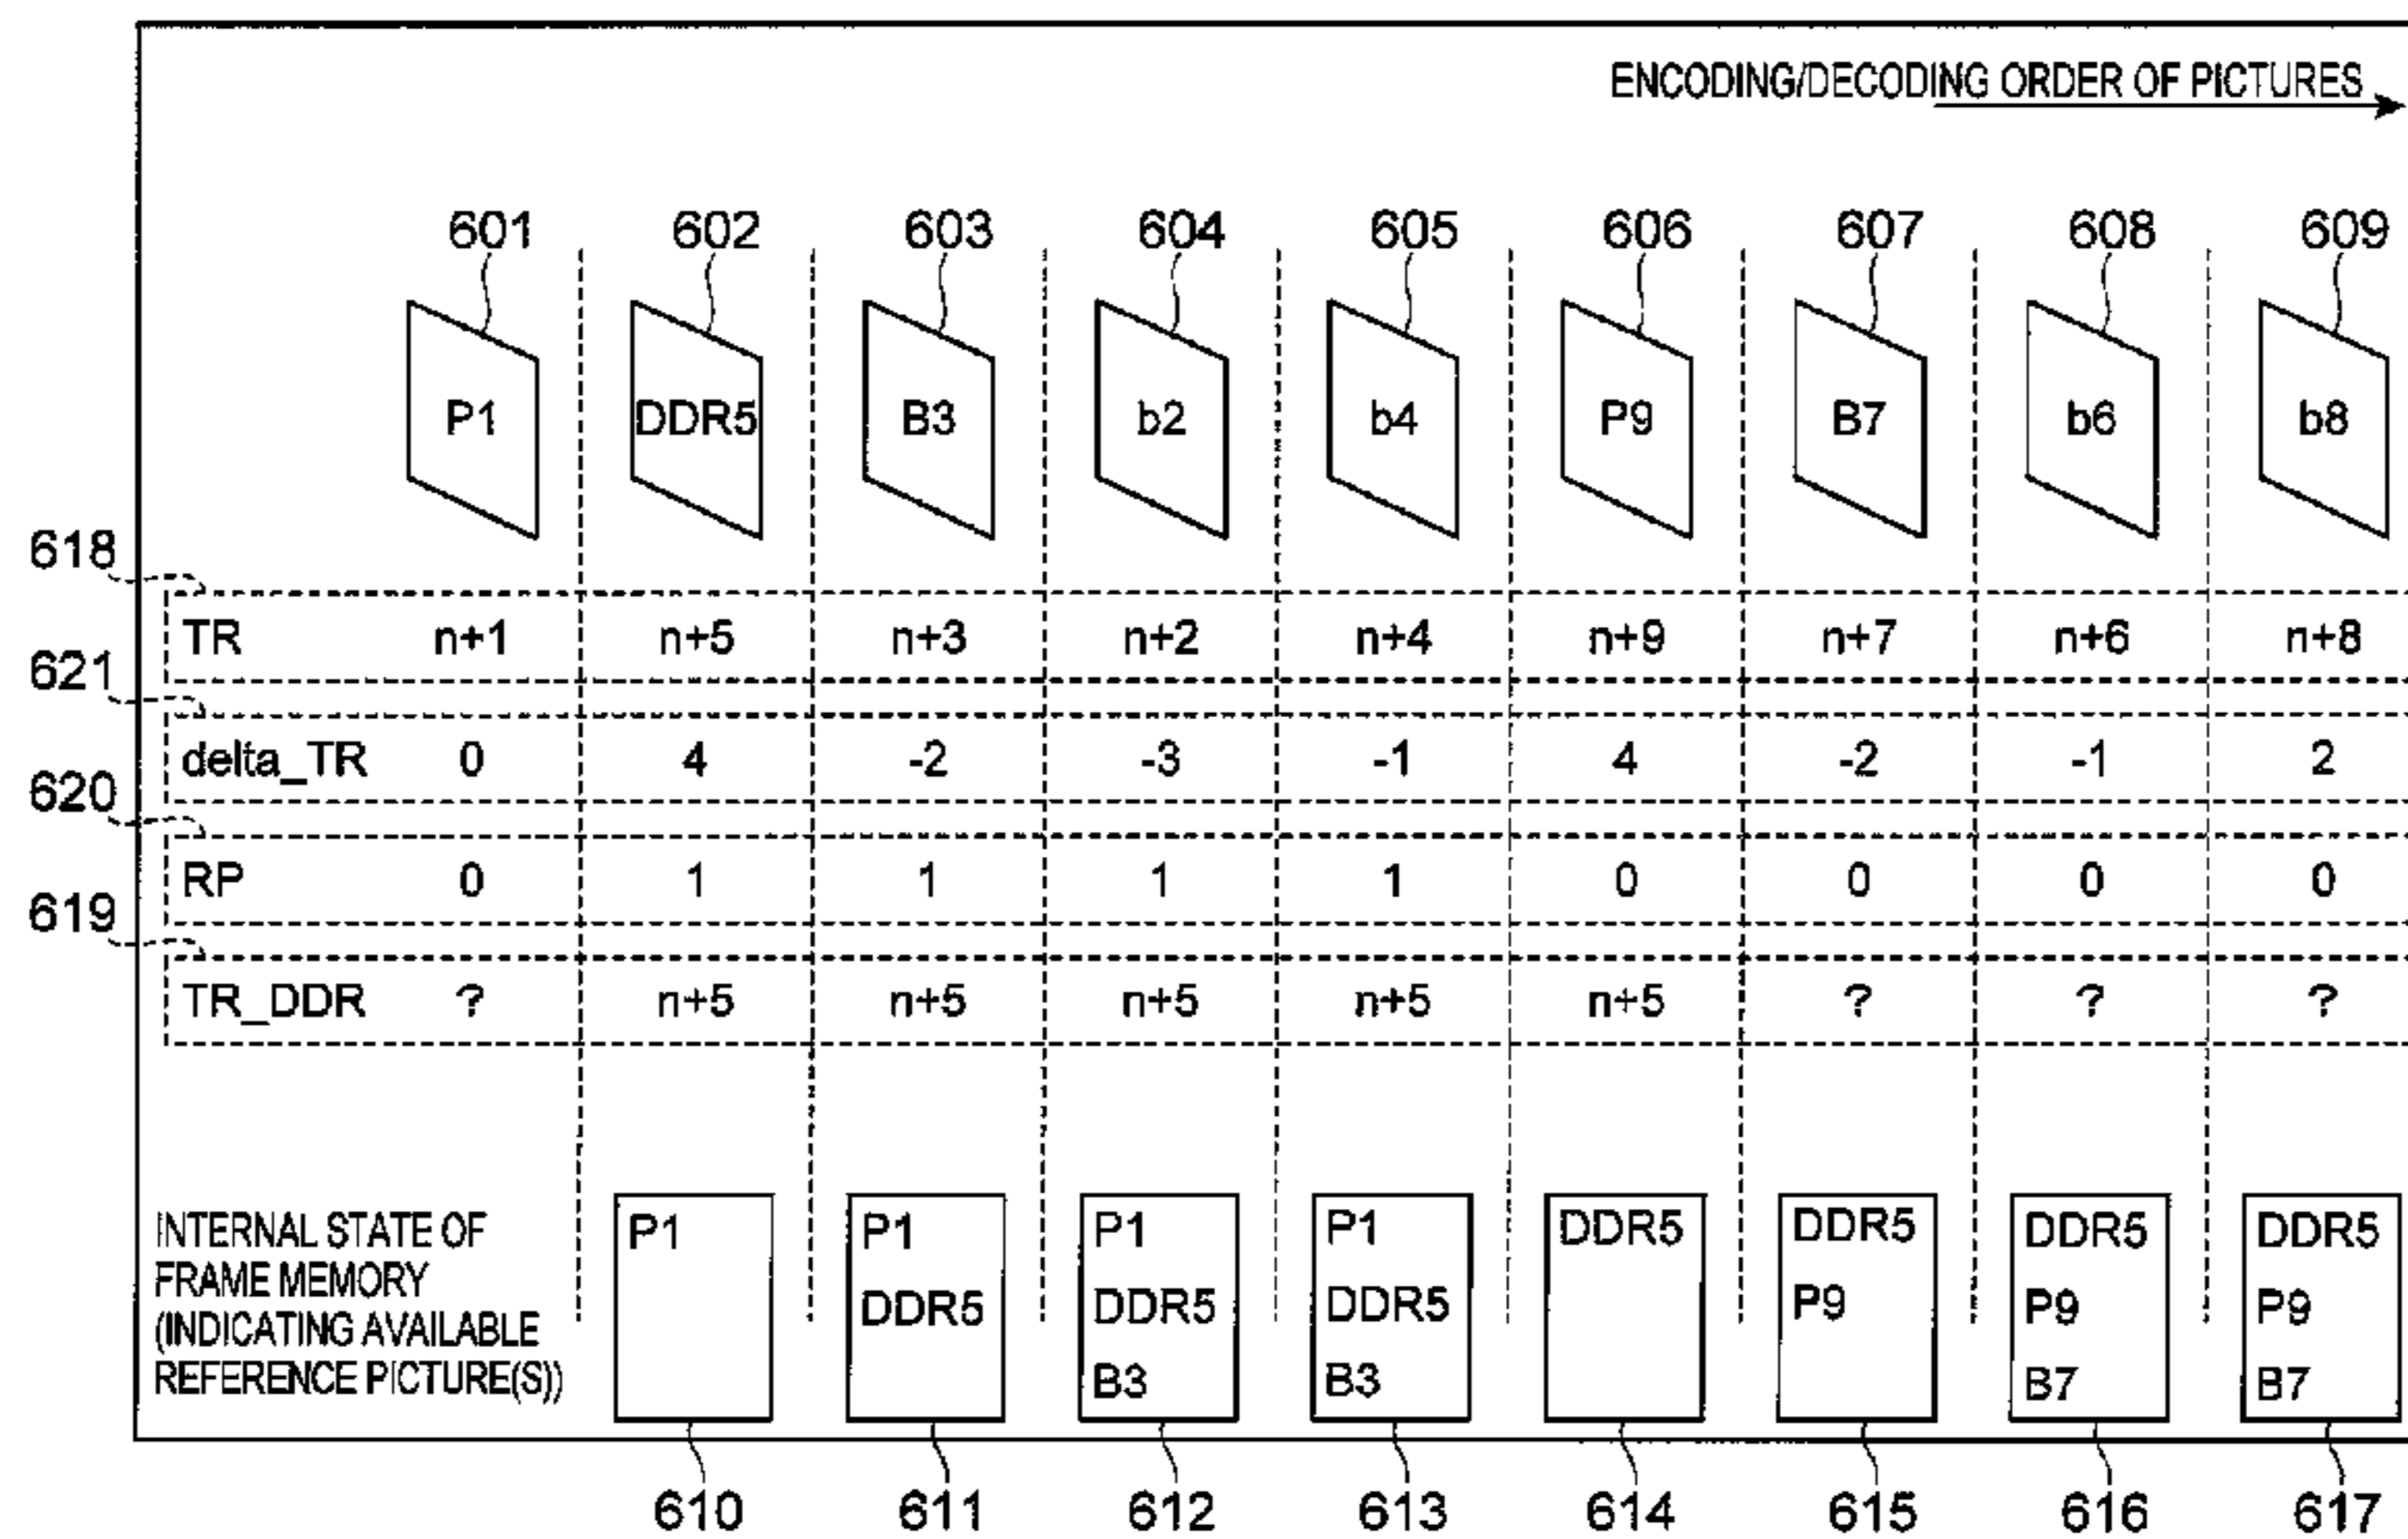 ENCODING/DECODING ORDER OF PICTURES
601 602 603 604 605 606 607 608 609
P1 DDR5 B3 b2 b4 P9 B7 b6 b8
618
TR n+1 n+5 n+3 n+2 n+4 n+9 n+7 n+6 n+8
621
delta_TR 0 4 -2 -3 -1 4 -2 -1 2
620
RP 0 1 1 1 1 0 0 0 0
619
TR_DDR ? n+5 n+5 n+5 n+5 n+5 ? ? ?
INTERNAL STATE OF
FRAME MEMORY
(INDICATING AVAILABLE
REFERENCE PICTURE(S))
P1
P1
DDR5
P1
DDR5
B3
P1
DDR5
B3
DDR5
DDR5
P9
DDR5
P9
B7
DDR5
P9
B7
610 611 612 613 614 615 616 617